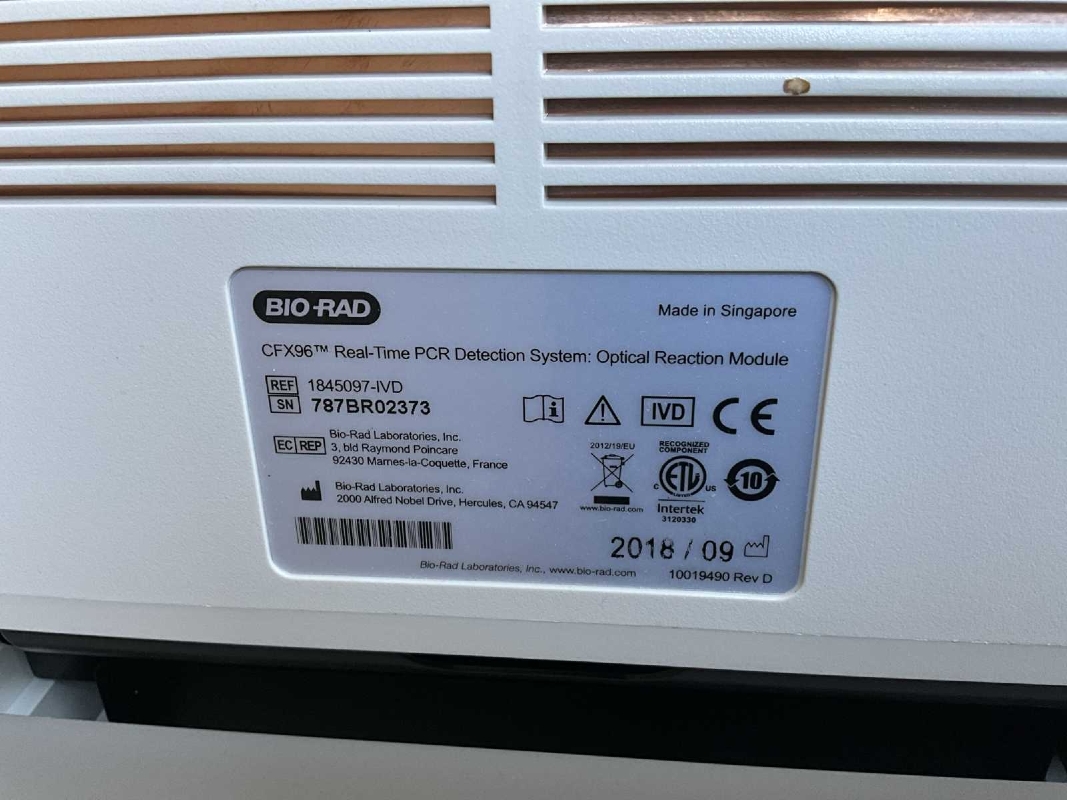 BIO-RAD
Made in Singapore
CFX96™ Real-Time PCR Detection System: Optical Reaction Module
REF 1845097-IVD
SN 787BR02373
IVD CE
EC REP Bio-Rad Laboratories, Inc.
3, bld Raymond Poincare
92430 Marnes-la-Coquette, France
Bio-Rad Laboratories, Inc.
2000 Alfred Nobel Drive, Hercules, CA 94547
2012/19/EU
www.bio-rad.com
RECOGNIZED
COMPONENT
C ETL US
Intertek
3120330
10
2018 / 09
Bio-Rad Laboratories, Inc., www.bio-rad.com
10019490 Rev D